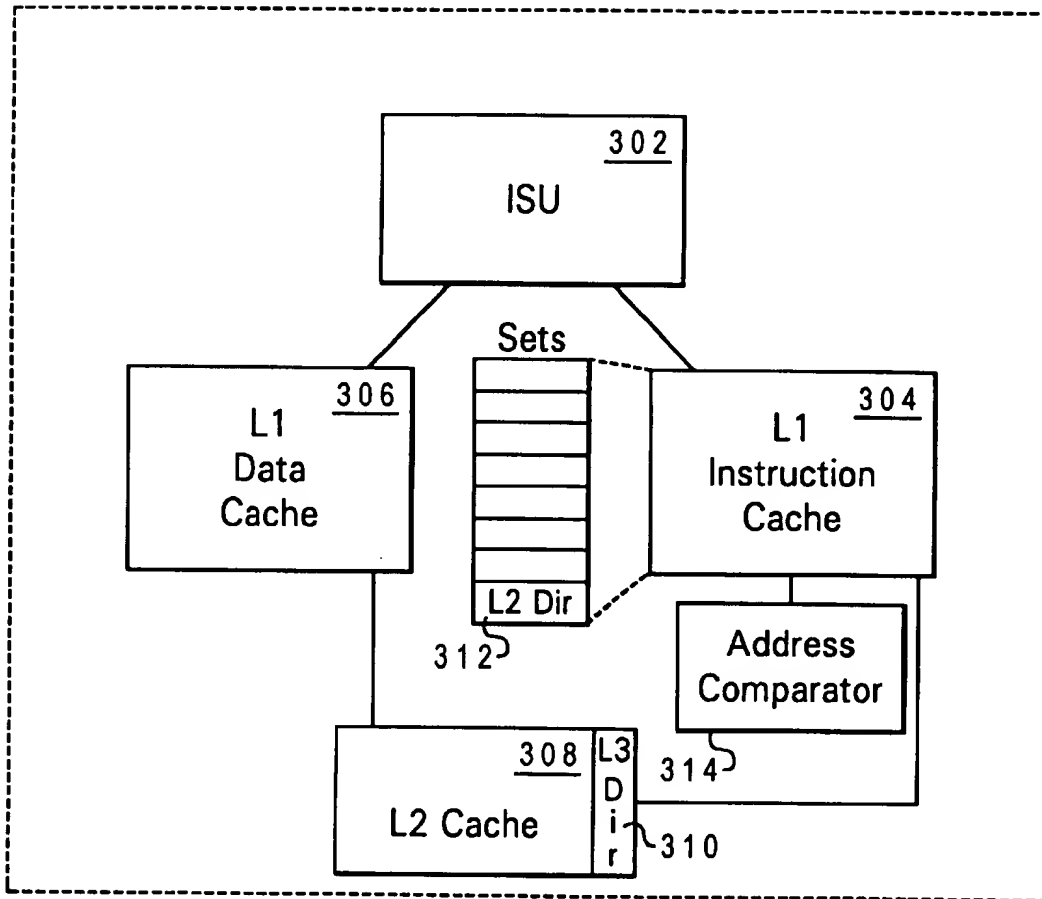 302
ISU
Sets
306
L1
Data
Cache
304
L1
Instruction
Cache
L2 Dir
312
Address
Comparator
314
308
L2 Cache
L3
D
i
r
310